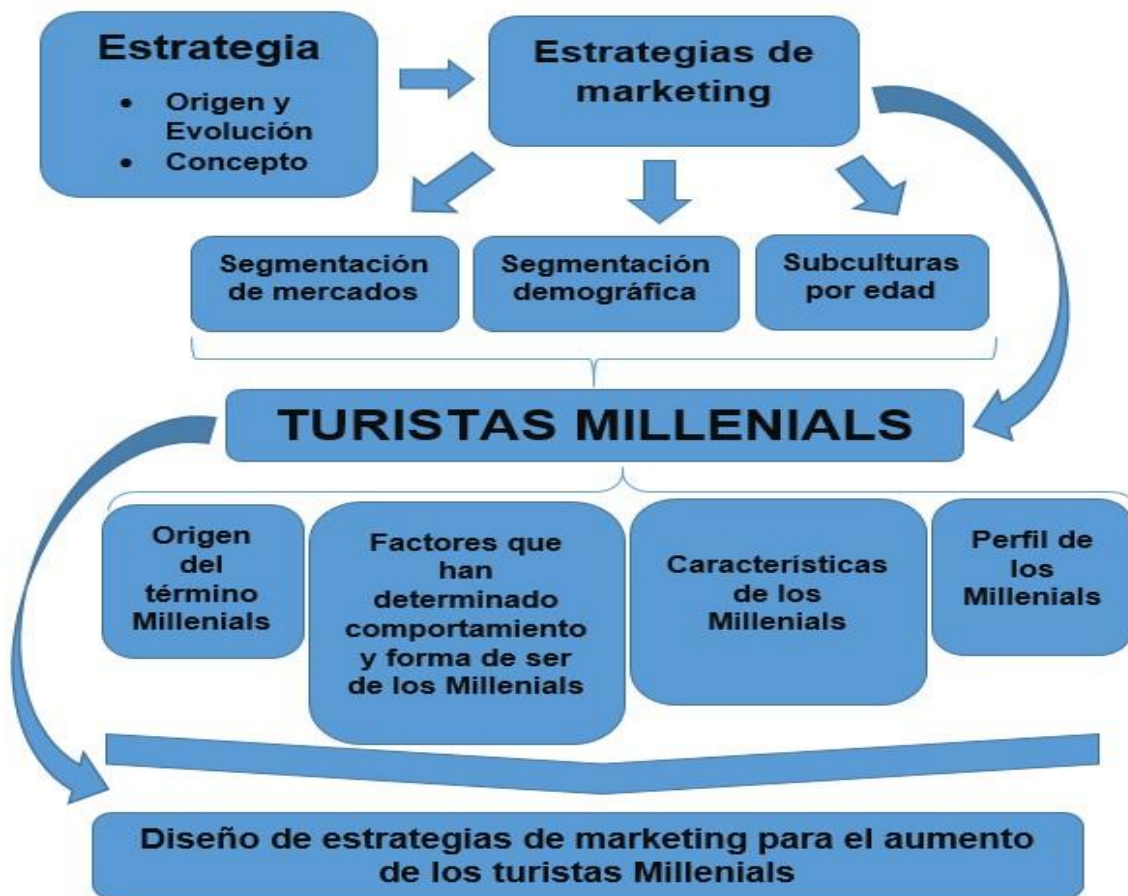 Estrategia
• Origen y
Evolución
• Concepto
Estrategias de
marketing
Segmentación
de mercados
Segmentación
demográfica
Subculturas
por edad
TURISTAS MILLENIALS
Origen
del
término
Millenials
Factores que
han
determinado
comportamiento
y forma de ser
de los Millenials
Características
de los
Millenials
Perfil de
los
Millenials
Diseño de estrategias de marketing para el aumento
de los turistas Millenials